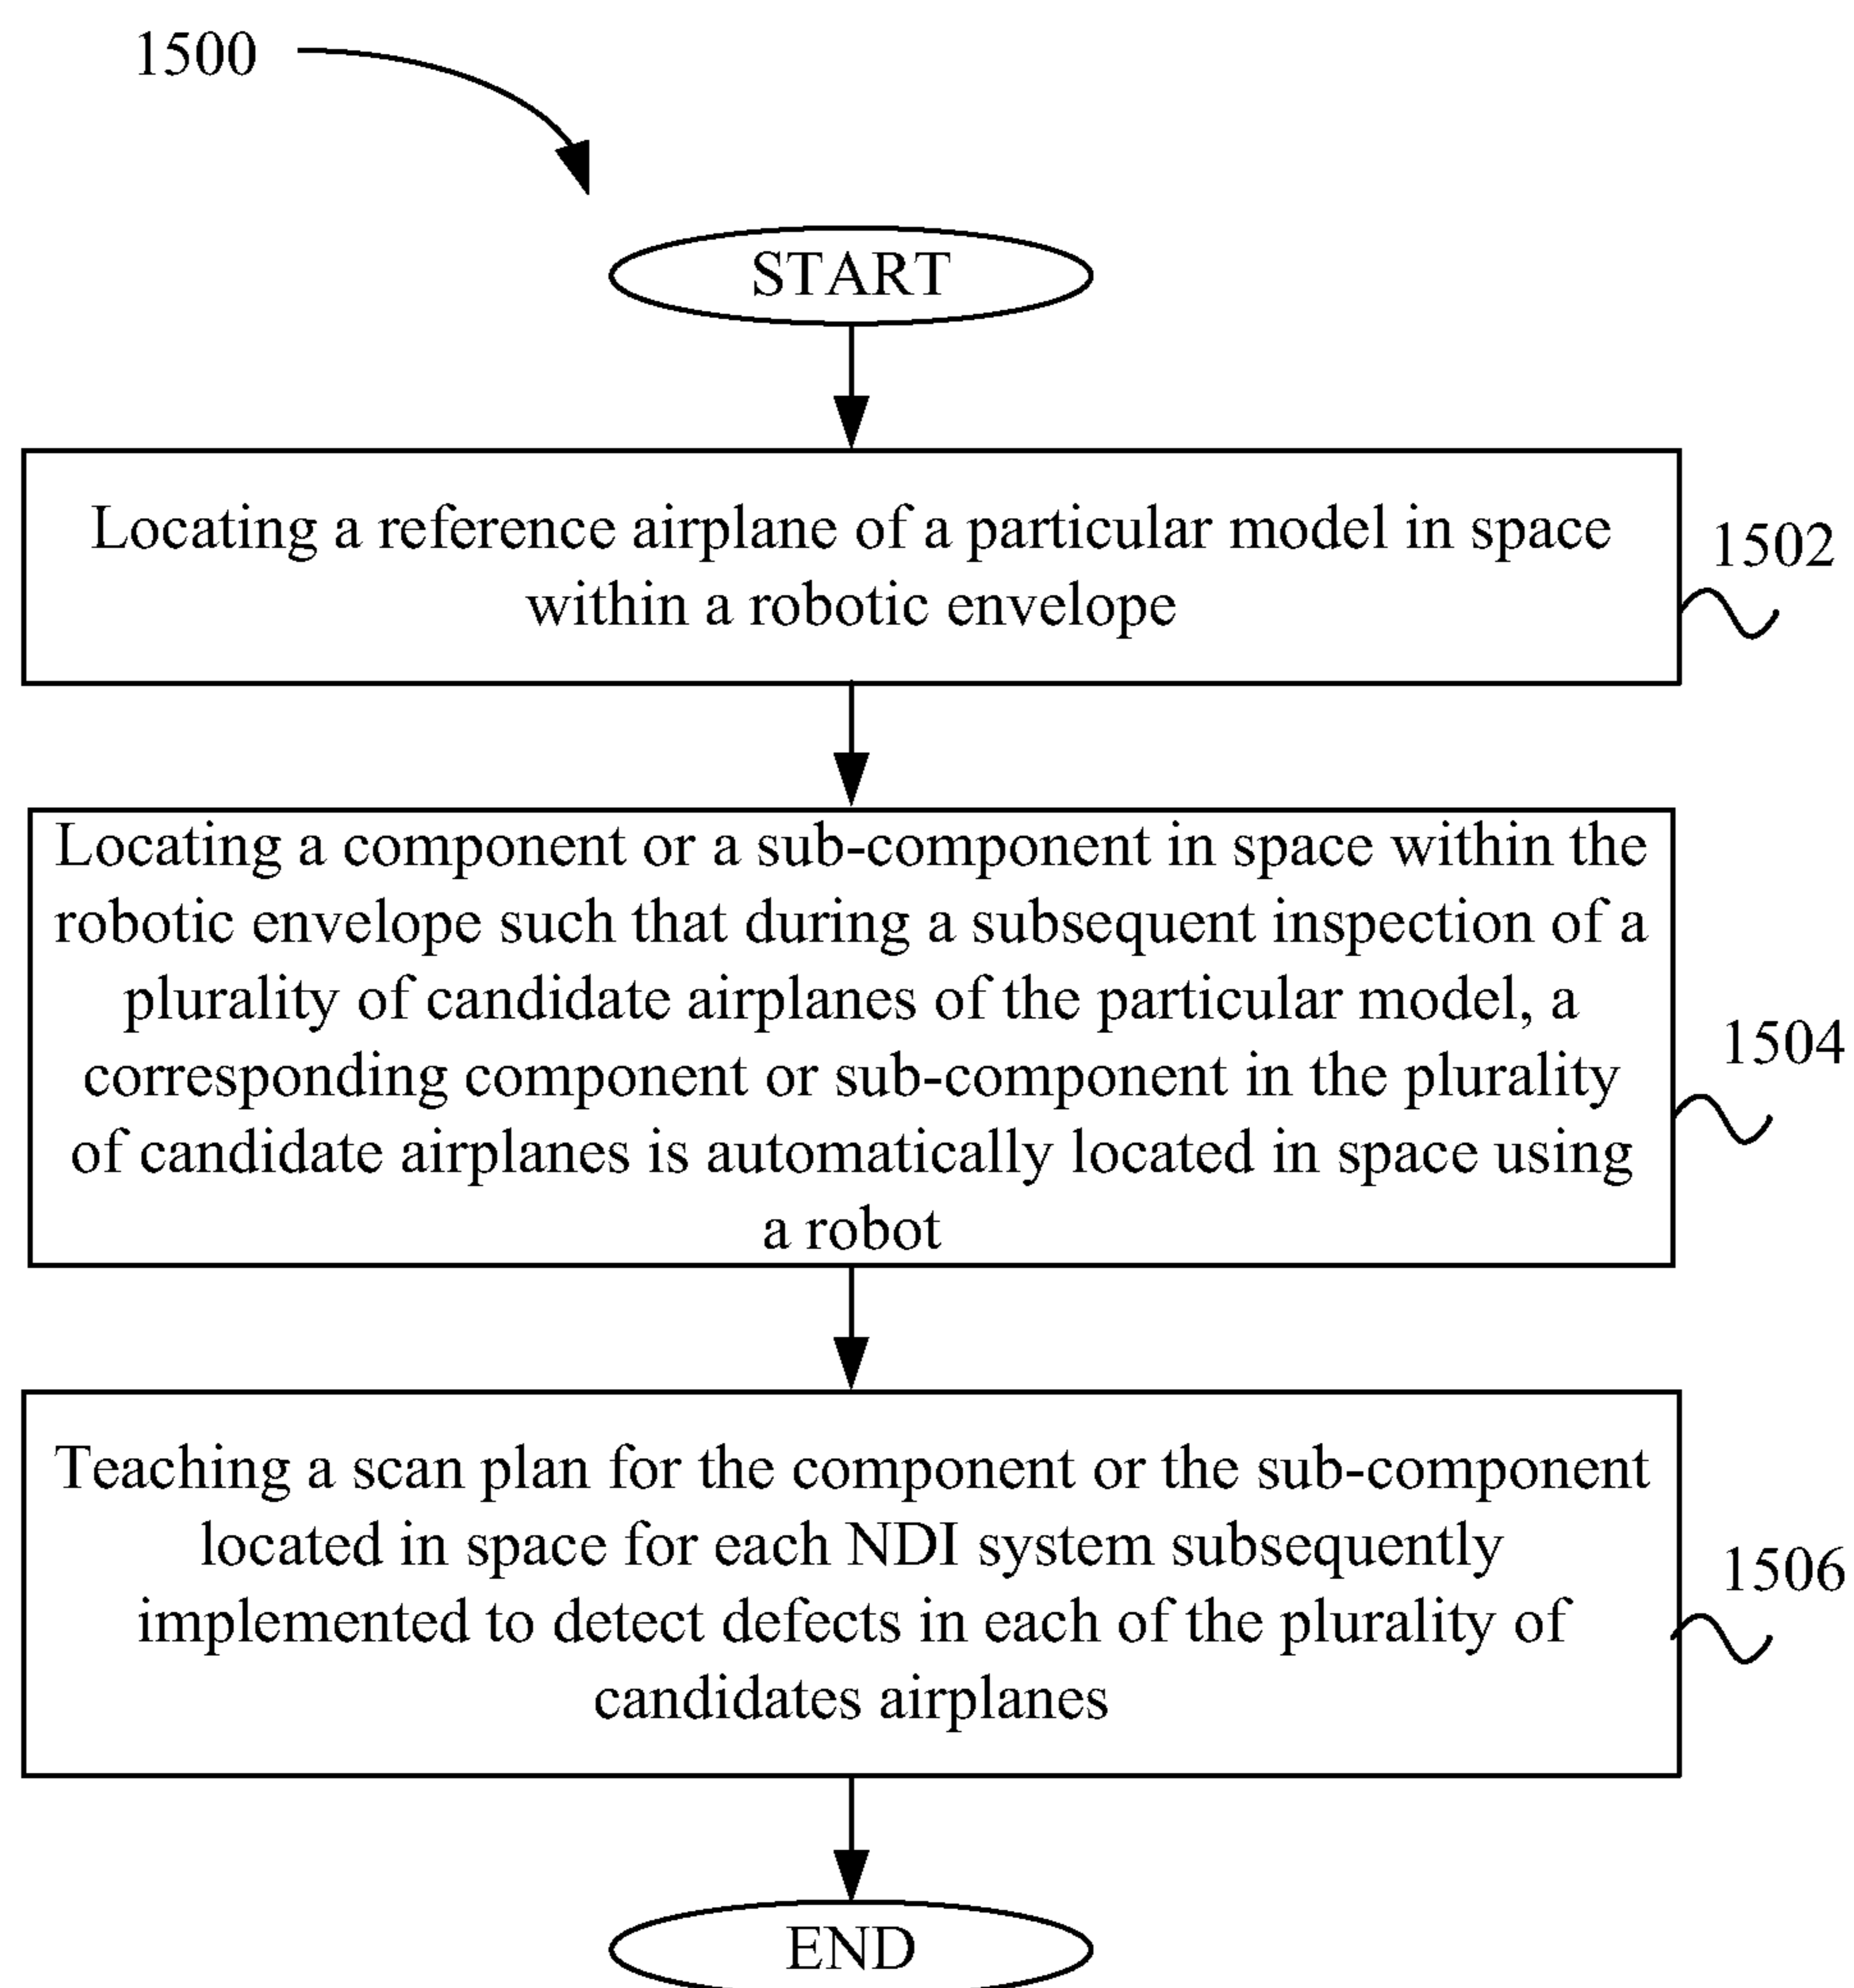 1500
START
Locating a reference airplane of a particular model in space
within a robotic envelope
1502
Locating a component or a sub-component in space within the
robotic envelope such that during a subsequent inspection of a
plurality of candidate airplanes of the particular model, a
corresponding component or sub-component in the plurality
of candidate airplanes is automatically located in space using
a robot
1504
Teaching a scan plan for the component or the sub-component
located in space for each NDI system subsequently
implemented to detect defects in each of the plurality of
candidates airplanes
1506
END